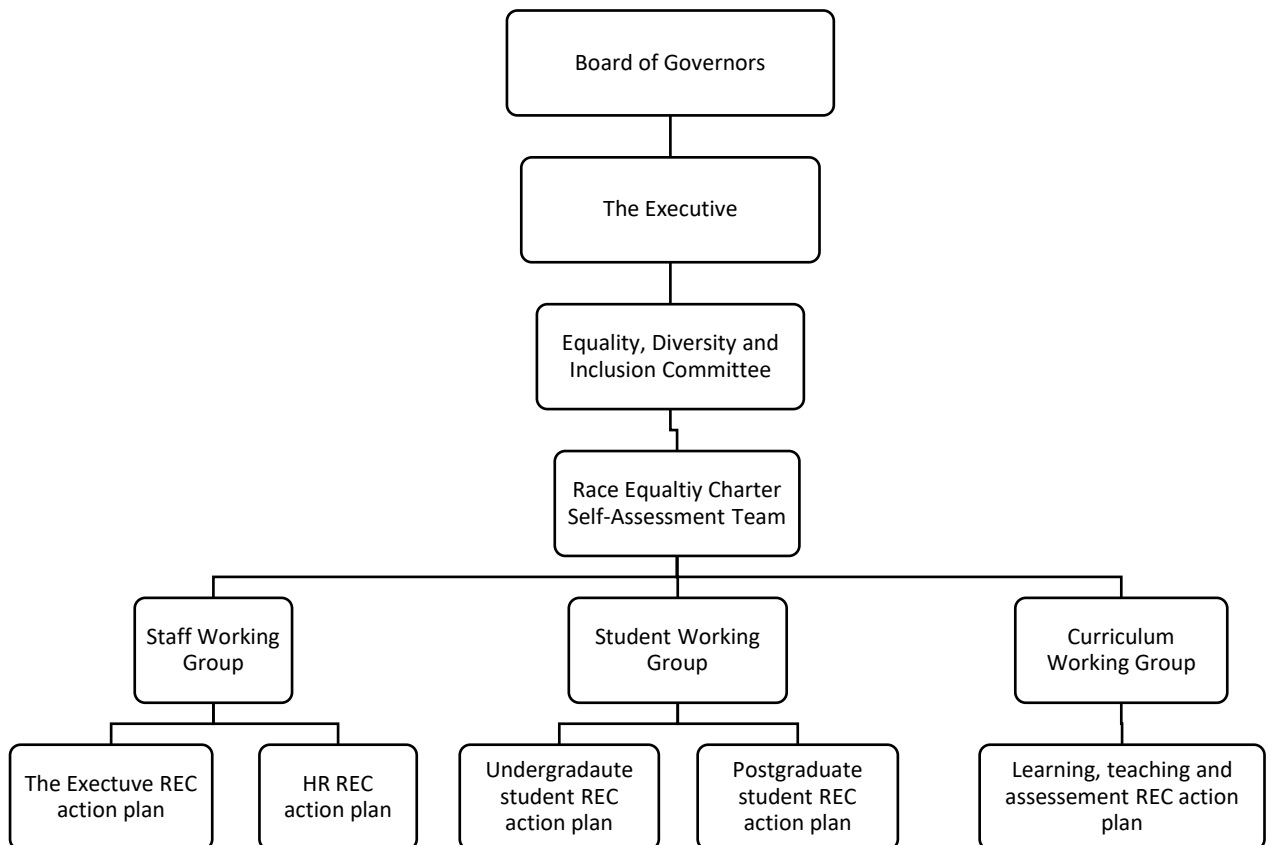 Board of Governors
The Executive
Equality, Diversity and
Inclusion Committee
Race Equaltiy Charter
Self-Assessment Team
Staff Working
Group
Student Working
Group
Curriculum
Working Group
The Exectuve REC
action plan
HR REC
action plan
Undergradaute
student REC
action plan
Postgraduate
student REC
action plan
Learning, teaching and
assessement REC action
plan